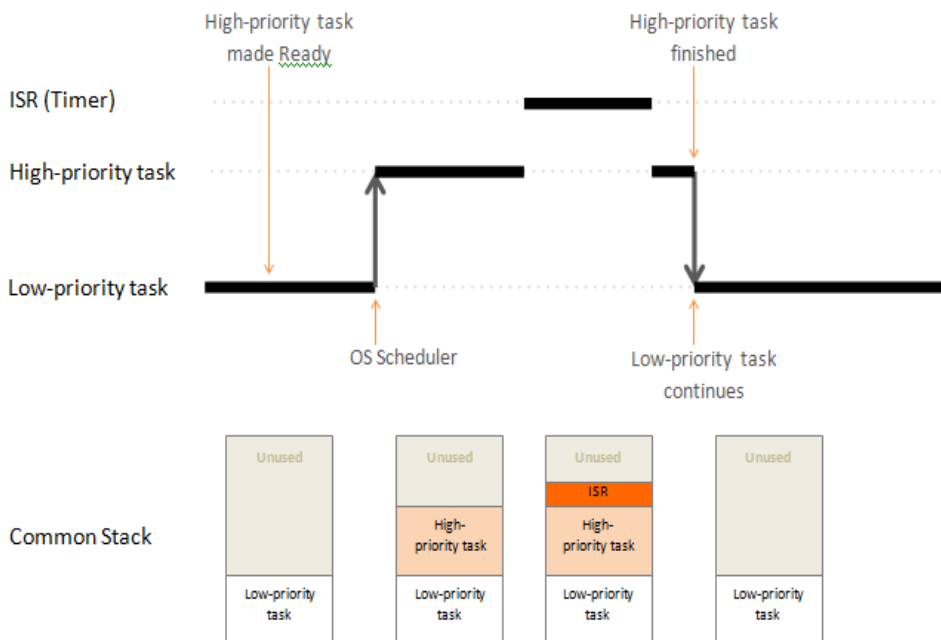 High-priority task
made Ready
High-priority task
finished
ISR (Timer)
High-priority task
Low-priority task
OS Scheduler
Low-priority task
continues
Common Stack
Unused
Low-priority
task
Unused
High-
priority task
Low-priority
task
Unused
ISR
High-
priority task
Low-priority
task
Unused
Low-priority
task